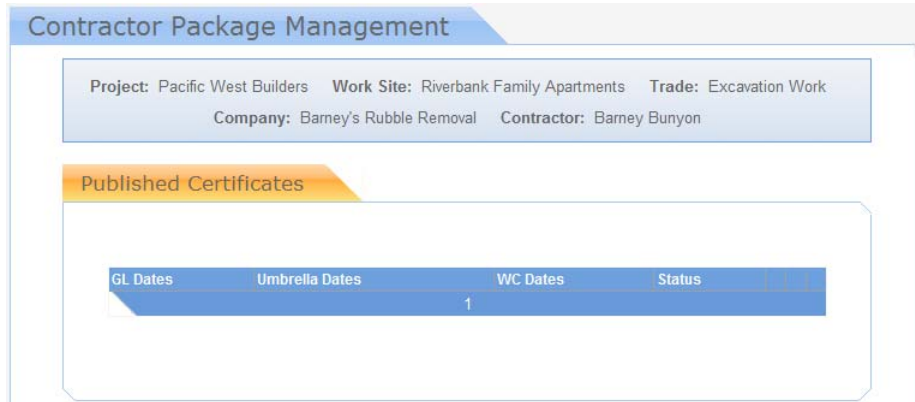 Contractor Package Management
Project: Pacific West Builders Work Site: Riverbank Family Apartments Trade: Excavation Work
Company: Barney's Rubble Removal Contractor: Barney Bunyon
Published Certificates
GL Dates Umbrella Dates WC Dates Status
1